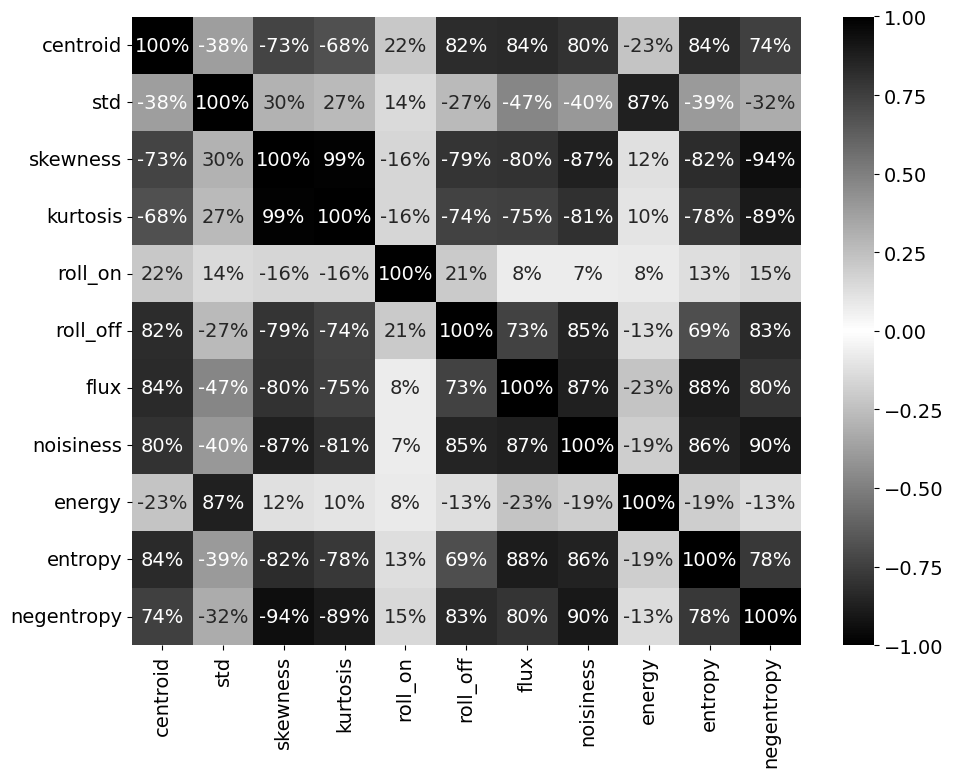 centroid 100% -38% -73% -68% 22% 82% 84% 80% -23% 84% 74%
std -38% 100% 30% 27% 14% -27% -47% -40% 87% -39% -32%
skewness -73% 30% 100% 99% -16% -79% -80% -87% 12% -82% -94%
kurtosis -68% 27% 99% 100% -16% -74% -75% -81% 10% -78% -89%
roll_on 22% 14% -16% -16% 100% 21% 8% 7% 8% 13% 15%
roll_off 82% -27% -79% -74% 21% 100% 73% 85% -13% 69% 83%
flux 84% -47% -80% -75% 8% 73% 100% 87% -23% 88% 80%
noisiness 80% -40% -87% -81% 7% 85% 87% 100% -19% 86% 90%
energy -23% 87% 12% 10% 8% -13% -23% -19% 100% -19% -13%
entropy 84% -39% -82% -78% 13% 69% 88% 86% -19% 100% 78%
negentropy 74% -32% -94% -89% 15% 83% 80% 90% -13% 78% 100%
centroid std skewness kurtosis roll_on roll_off flux noisiness energy entropy negentropy
1.00
0.75
0.50
0.25
0.00
−0.25
−0.50
−0.75
−1.00